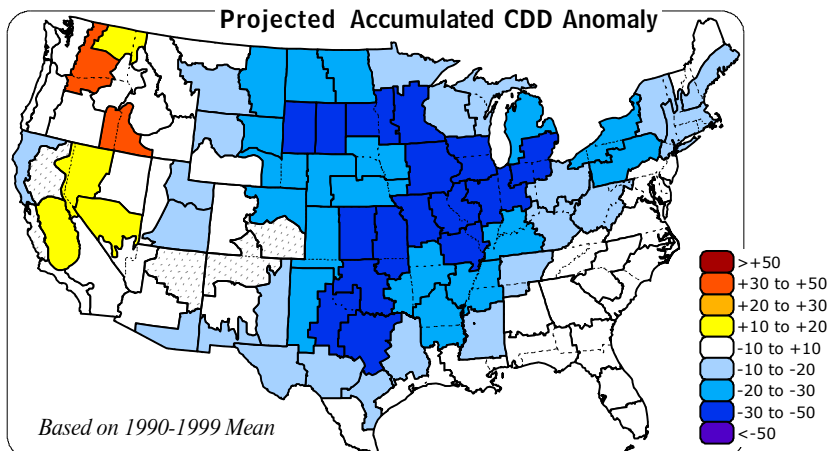 Projected Accumulated CDD Anomaly
>+50
+30 to +50
+20 to +30
+10 to +20
-10 to +10
-10 to -20
-20 to -30
-30 to -50
<-50
Based on 1990-1999 Mean